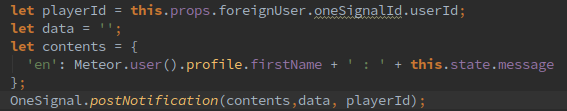 let playerId = this.props.foreignUser.oneSignalId.userId;
let data = '';
let contents = {
  'en': Meteor.user().profile.firstName + ' : ' + this.state.message
};
OneSignal.postNotification(contents,data, playerId);